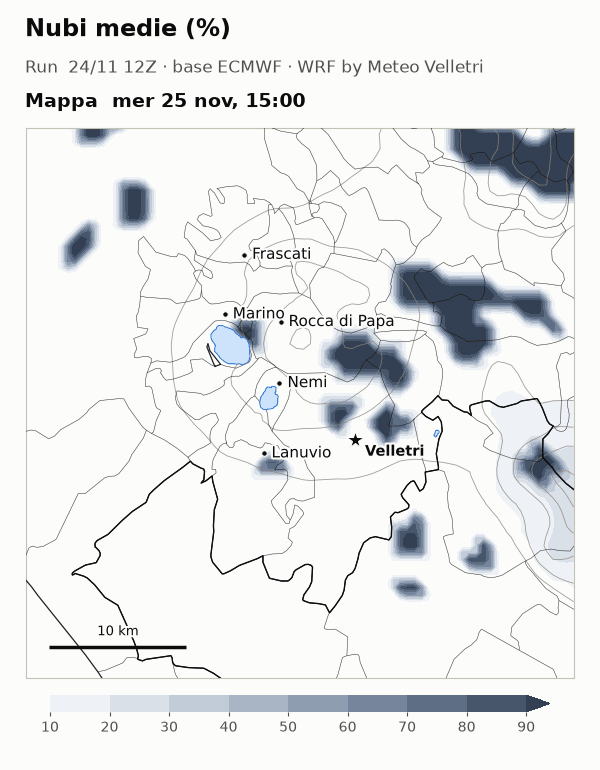 Nubi medie (%)
Run  24/11 12Z · base ECMWF · WRF by Meteo Velletri
Mappa  mer 25 nov, 15:00
Frascati
Marino
Rocca di Papa
Nemi
Velletri
Lanuvio
10 km
10 20 30 40 50 60 70 80 90